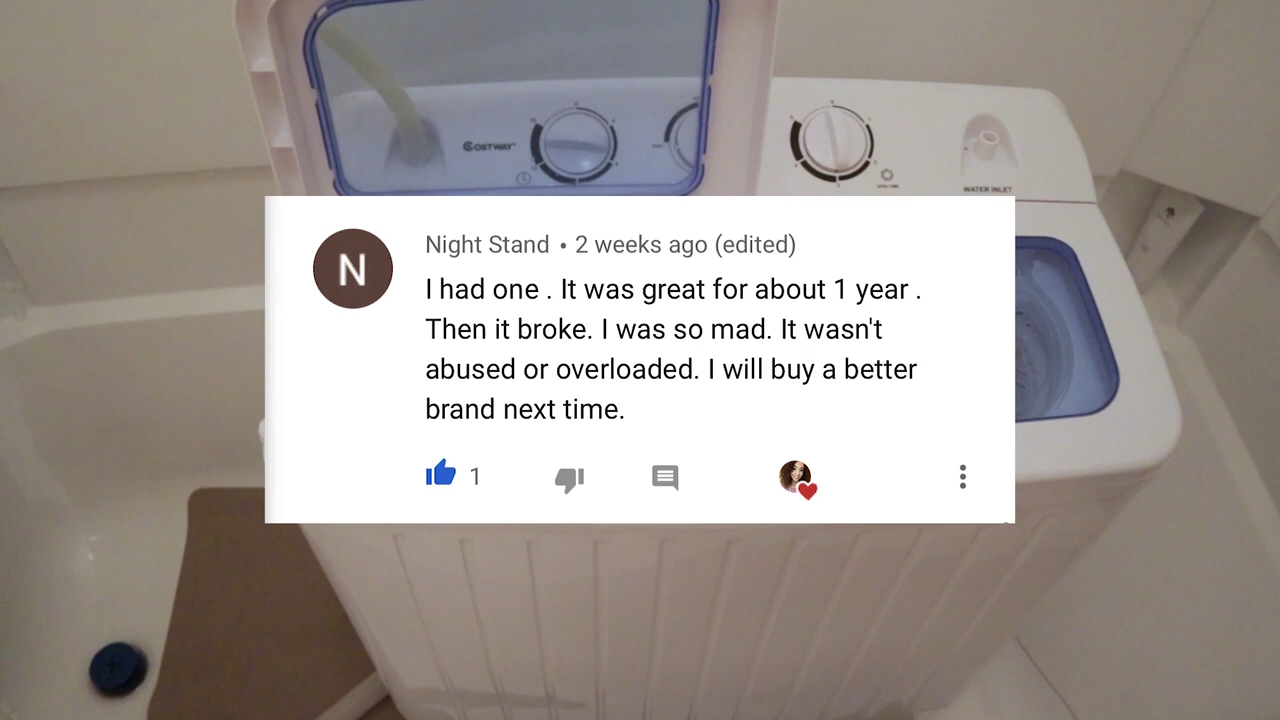 COSTWAY
WATER INLET
N
Night Stand • 2 weeks ago (edited)
I had one . It was great for about 1 year .
Then it broke. I was so mad. It wasn't
abused or overloaded. I will buy a better
brand next time.
1